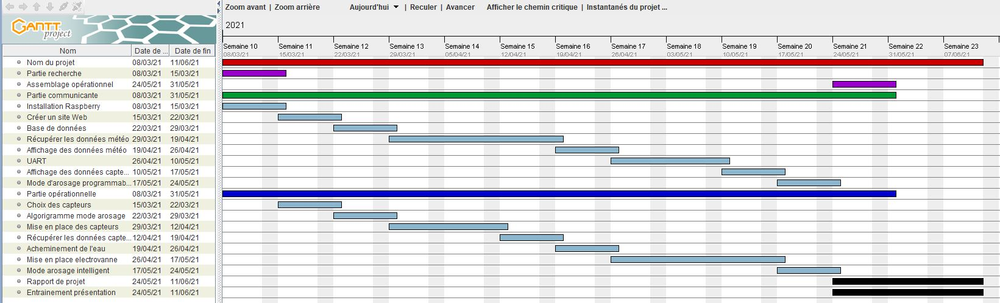 Zoom avant | Zoom arrière Aujourd'hui | Reculer | Avancer Afficher le chemin critique | Instantanés du projet ...
GANTT project
2021
Semaine 10 Semaine 11 Semaine 12 Semaine 13 Semaine 14 Semaine 15 Semaine 16 Semaine 17 Semaine 18 Semaine 19 Semaine 20 Semaine 21 Semaine 22 Semaine 23
08/03/21 15/03/21 22/03/21 29/03/21 05/04/21 12/04/21 19/04/21 26/04/21 03/05/21 10/05/21 17/05/21 24/05/21 31/05/21 07/06/21
Nom Date de ... Date de fin
Nom du projet 08/03/21 11/06/21
Partie recherche 08/03/21 15/03/21
Assemblage opérationnel 24/05/21 31/05/21
Partie communicante 08/03/21 31/05/21
Installation Raspberry 08/03/21 15/03/21
Créer un site Web 15/03/21 22/03/21
Base de données 22/03/21 29/03/21
Récupérer les données météo 29/03/21 19/04/21
Affichage des données météo 19/04/21 26/04/21
UART 26/04/21 10/05/21
Affichage des données capte... 10/05/21 17/05/21
Mode d'arosage programmab... 17/05/21 24/05/21
Partie opérationnelle 08/03/21 31/05/21
Choix des capteurs 15/03/21 22/03/21
Algorigramme mode arosage 22/03/21 29/03/21
Mise en place des capteurs 29/03/21 12/04/21
Récupérer les données capte... 12/04/21 19/04/21
Acheminement de l'eau 19/04/21 26/04/21
Mise en place electrovanne 26/04/21 17/05/21
Mode arosage intelligent 17/05/21 24/05/21
Rapport de projet 24/05/21 11/06/21
Entrainement présentation 24/05/21 11/06/21